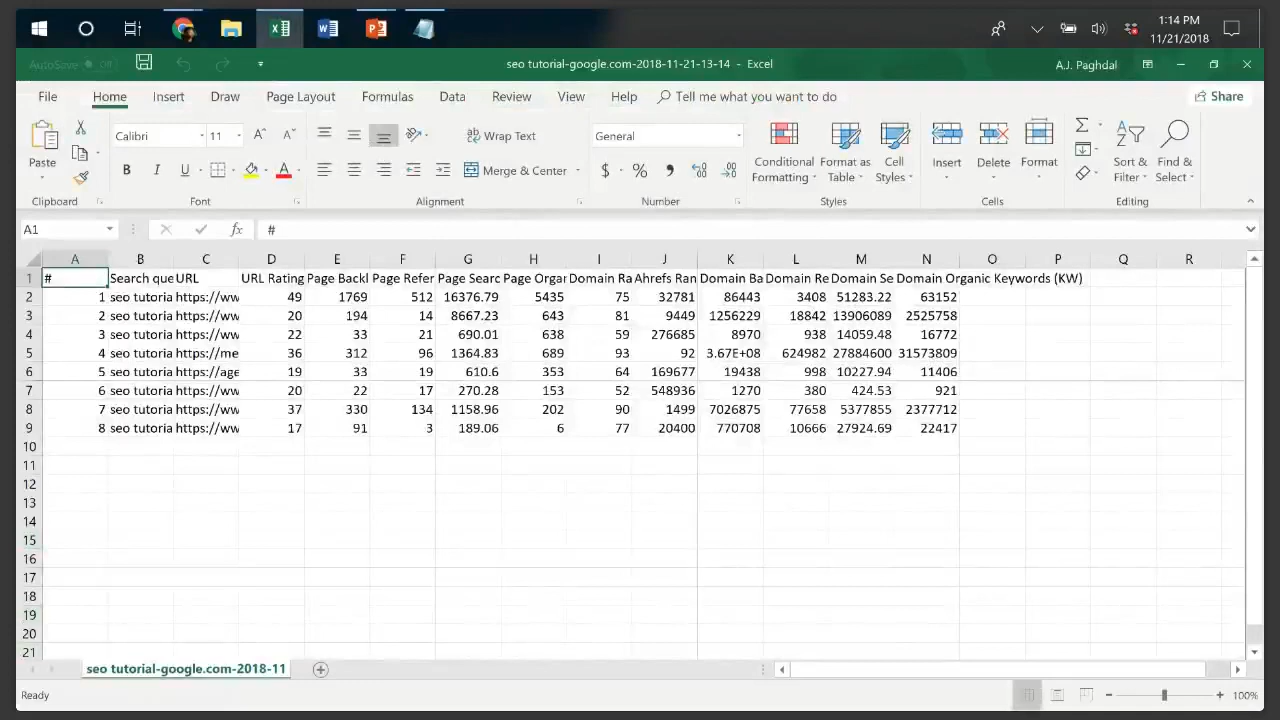 1:14 PM
11/21/2018
AutoSave Off
seo tutorial-google.com-2018-11-21-13-14 - Excel
A.J. Paghdal
File Home Insert Draw Page Layout Formulas Data Review View Help Tell me what you want to do Share
Paste
Calibri 11
Wrap Text
General
B I U
Merge & Center
$ %
Conditional Formatting
Format as Table
Cell Styles
Insert
Delete
Format
Sort & Filter
Find & Select
Clipboard Font Alignment Number Styles Cells Editing
A1 fx #
A B C D E F G H I J K L M N O P Q R
1 # Search que URL URL Rating Page Backl Page Refer Page Searc Page Organ Domain Ra Ahrefs Ran Domain Ba Domain Re Domain Se Domain Organic Keywords (KW)
2 1 seo tutoria https://ww 49 1769 512 16376.79 5435 75 32781 86443 3408 51283.22 63152
3 2 seo tutoria https://ww 20 194 14 8667.23 643 81 9449 1256229 18842 13906089 2525758
4 3 seo tutoria https://ww 22 33 21 690.01 638 59 276685 8970 938 14059.48 16772
5 4 seo tutoria https://me 36 312 96 1364.83 689 93 92 3.67E+08 624982 27884600 31573809
6 5 seo tutoria https://age 19 33 19 610.6 353 64 169677 19438 998 10227.94 11406
7 6 seo tutoria https://ww 20 22 17 270.28 153 52 548936 1270 380 424.53 921
8 7 seo tutoria https://ww 37 330 134 1158.96 202 90 1499 7026875 77658 5377855 2377712
9 8 seo tutoria https://ww 17 91 3 189.06 6 77 20400 770708 10666 27924.69 22417
10
11
12
13
14
15
16
17
18
19
20
21
seo tutorial-google.com-2018-11
Ready
100%